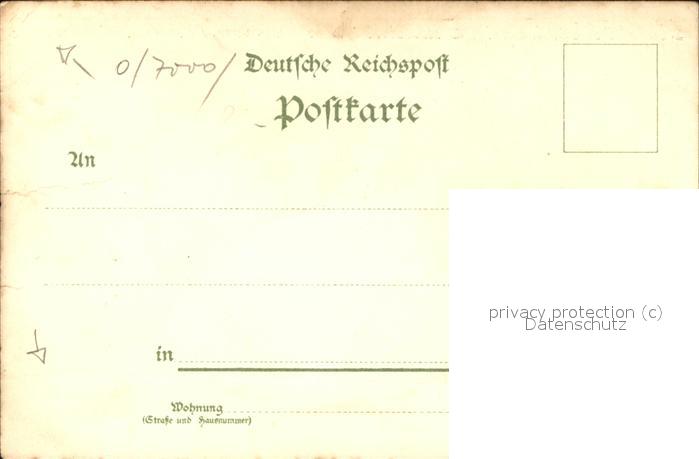 0/7000/ Deutsche Reichspost
Postkarte
An
privacy protection (c)
Datenschutz
in
Wohnung
(Straße und Hausnummer)